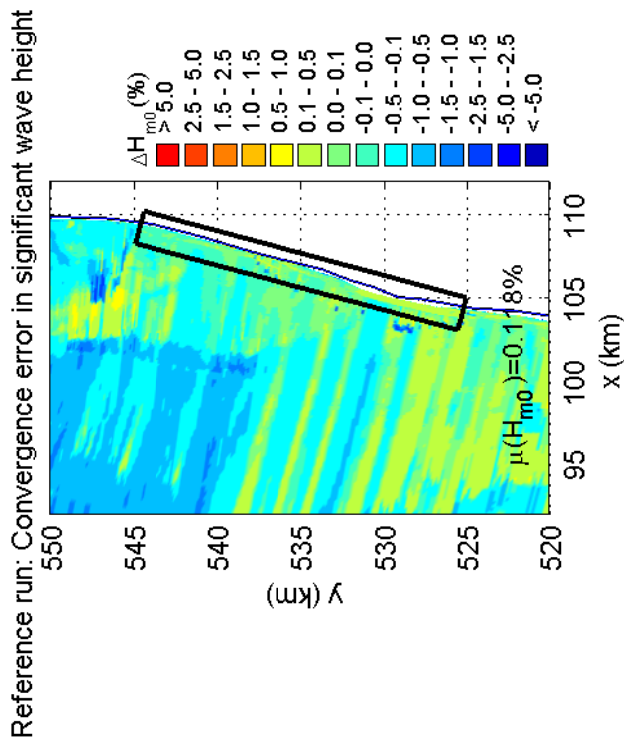 Reference run: Convergence error in significant wave height
ΔHm0 (%)
> 5.0
2.5 - 5.0
1.5 - 2.5
1.0 - 1.5
0.5 - 1.0
0.1 - 0.5
0.0 - 0.1
-0.1 - 0.0
-0.5 - -0.1
-1.0 - -0.5
-1.5 - -1.0
-2.5 - -1.5
-5.0 - -2.5
< -5.0
y (km)
550
545
540
535
530
525
520
μ(Hm0)=0.118%
95
100
105
110
x (km)